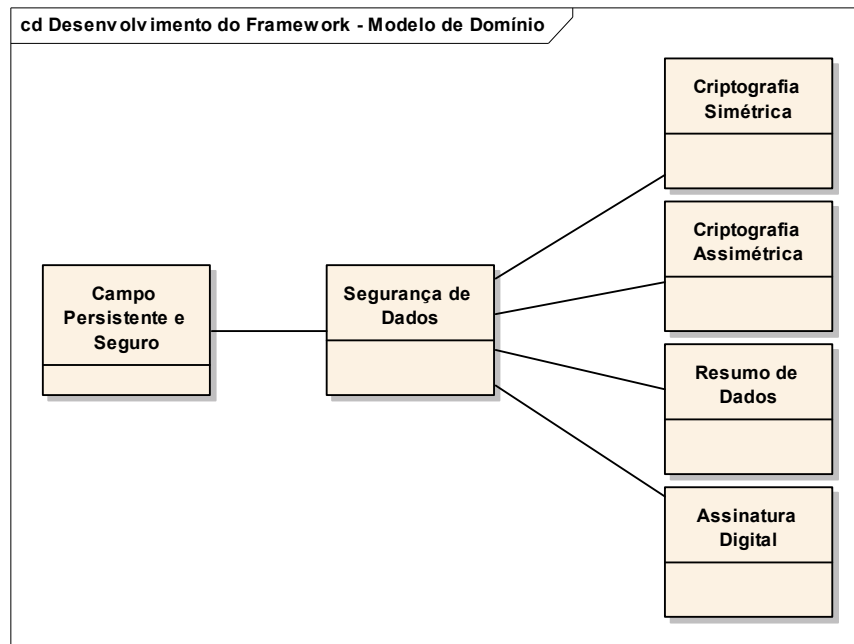 cd Desenvolvimento do Framework - Modelo de Domínio
Criptografia
Simétrica
Criptografia
Assimétrica
Campo
Persistente e
Seguro
Segurança de
Dados
Resumo de
Dados
Assinatura
Digital